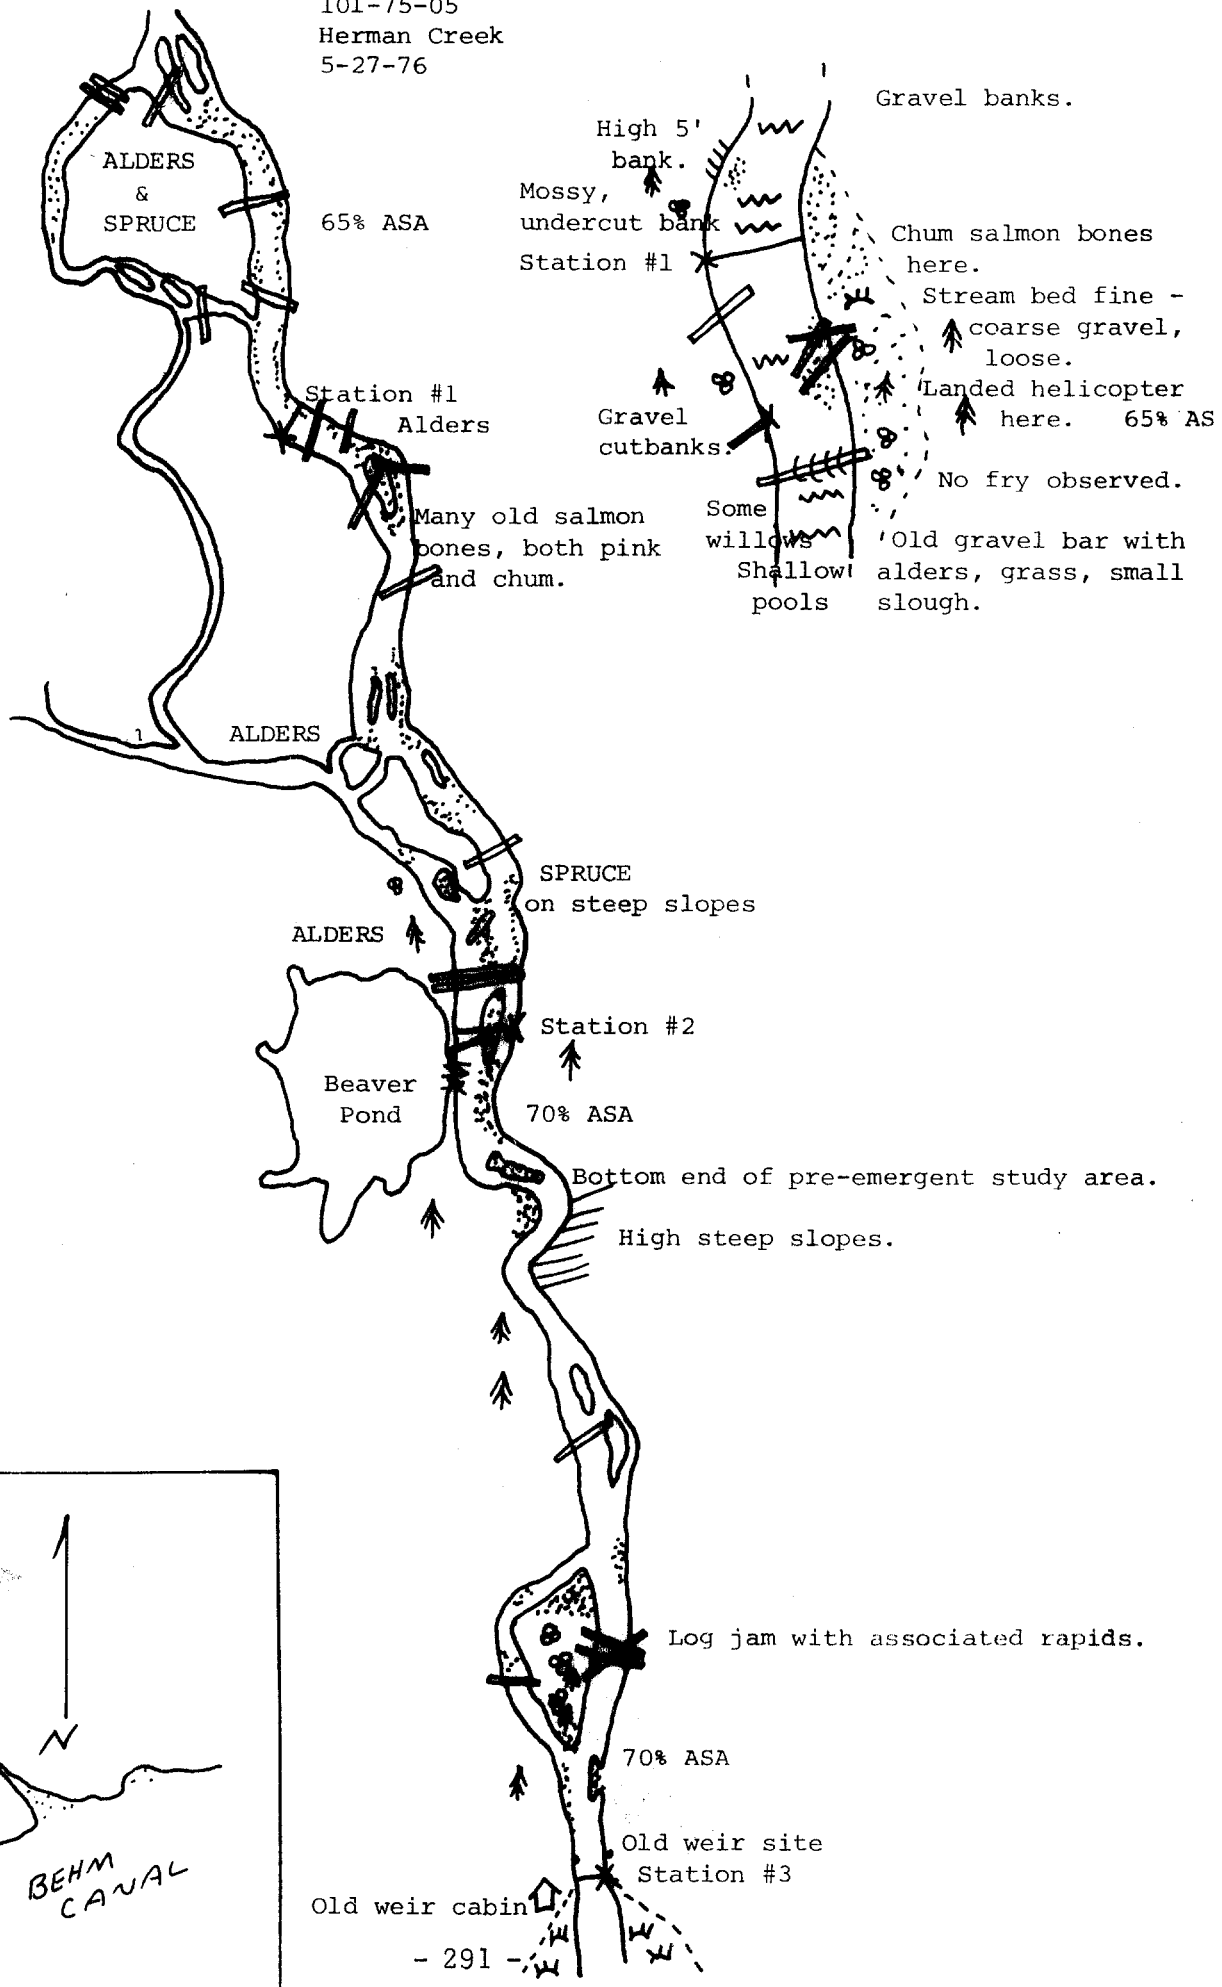 101-75-05
Herman Creek
5-27-76
Gravel banks.
High 5'
bank.
Mossy,
undercut bank
Station #1
Chum salmon bones
here.
Stream bed fine -
coarse gravel,
loose.
Landed helicopter
here. 65% AS
Gravel
cutbanks.
No fry observed.
Some
willows
Shallow
pools
Old gravel bar with
alders, grass, small
slough.
ALDERS
&
SPRUCE
65% ASA
Station #1
Alders
Many old salmon
bones, both pink
and chum.
ALDERS
SPRUCE
on steep slopes
ALDERS
Station #2
Beaver
Pond
70% ASA
Bottom end of pre-emergent study area.
High steep slopes.
Log jam with associated rapids.
70% ASA
Old weir site
Station #3
Old weir cabin
N
BEHM
CANAL
- 291 -